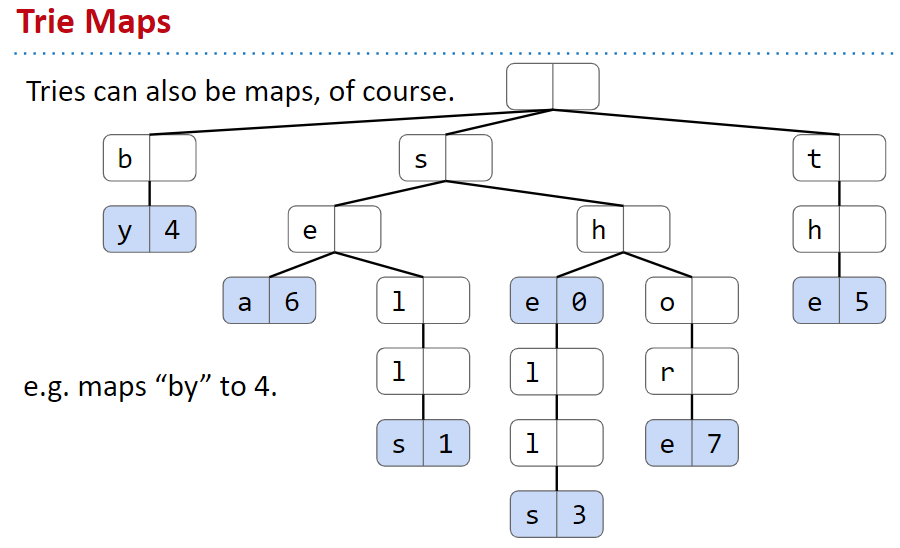 Trie Maps
Tries can also be maps, of course.
b s t
y 4 e h h
a 6 l e 0 o e 5
e.g. maps “by” to 4.
l l r
s 1 l e 7
s 3